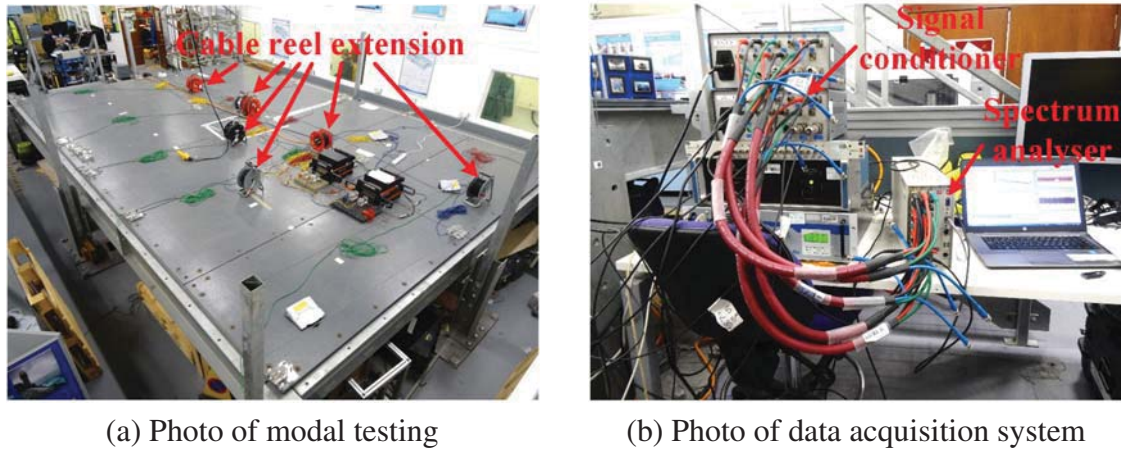 Cable reel extension
Signal
conditioner
Spectrum
analyser
(a) Photo of modal testing
(b) Photo of data acquisition system